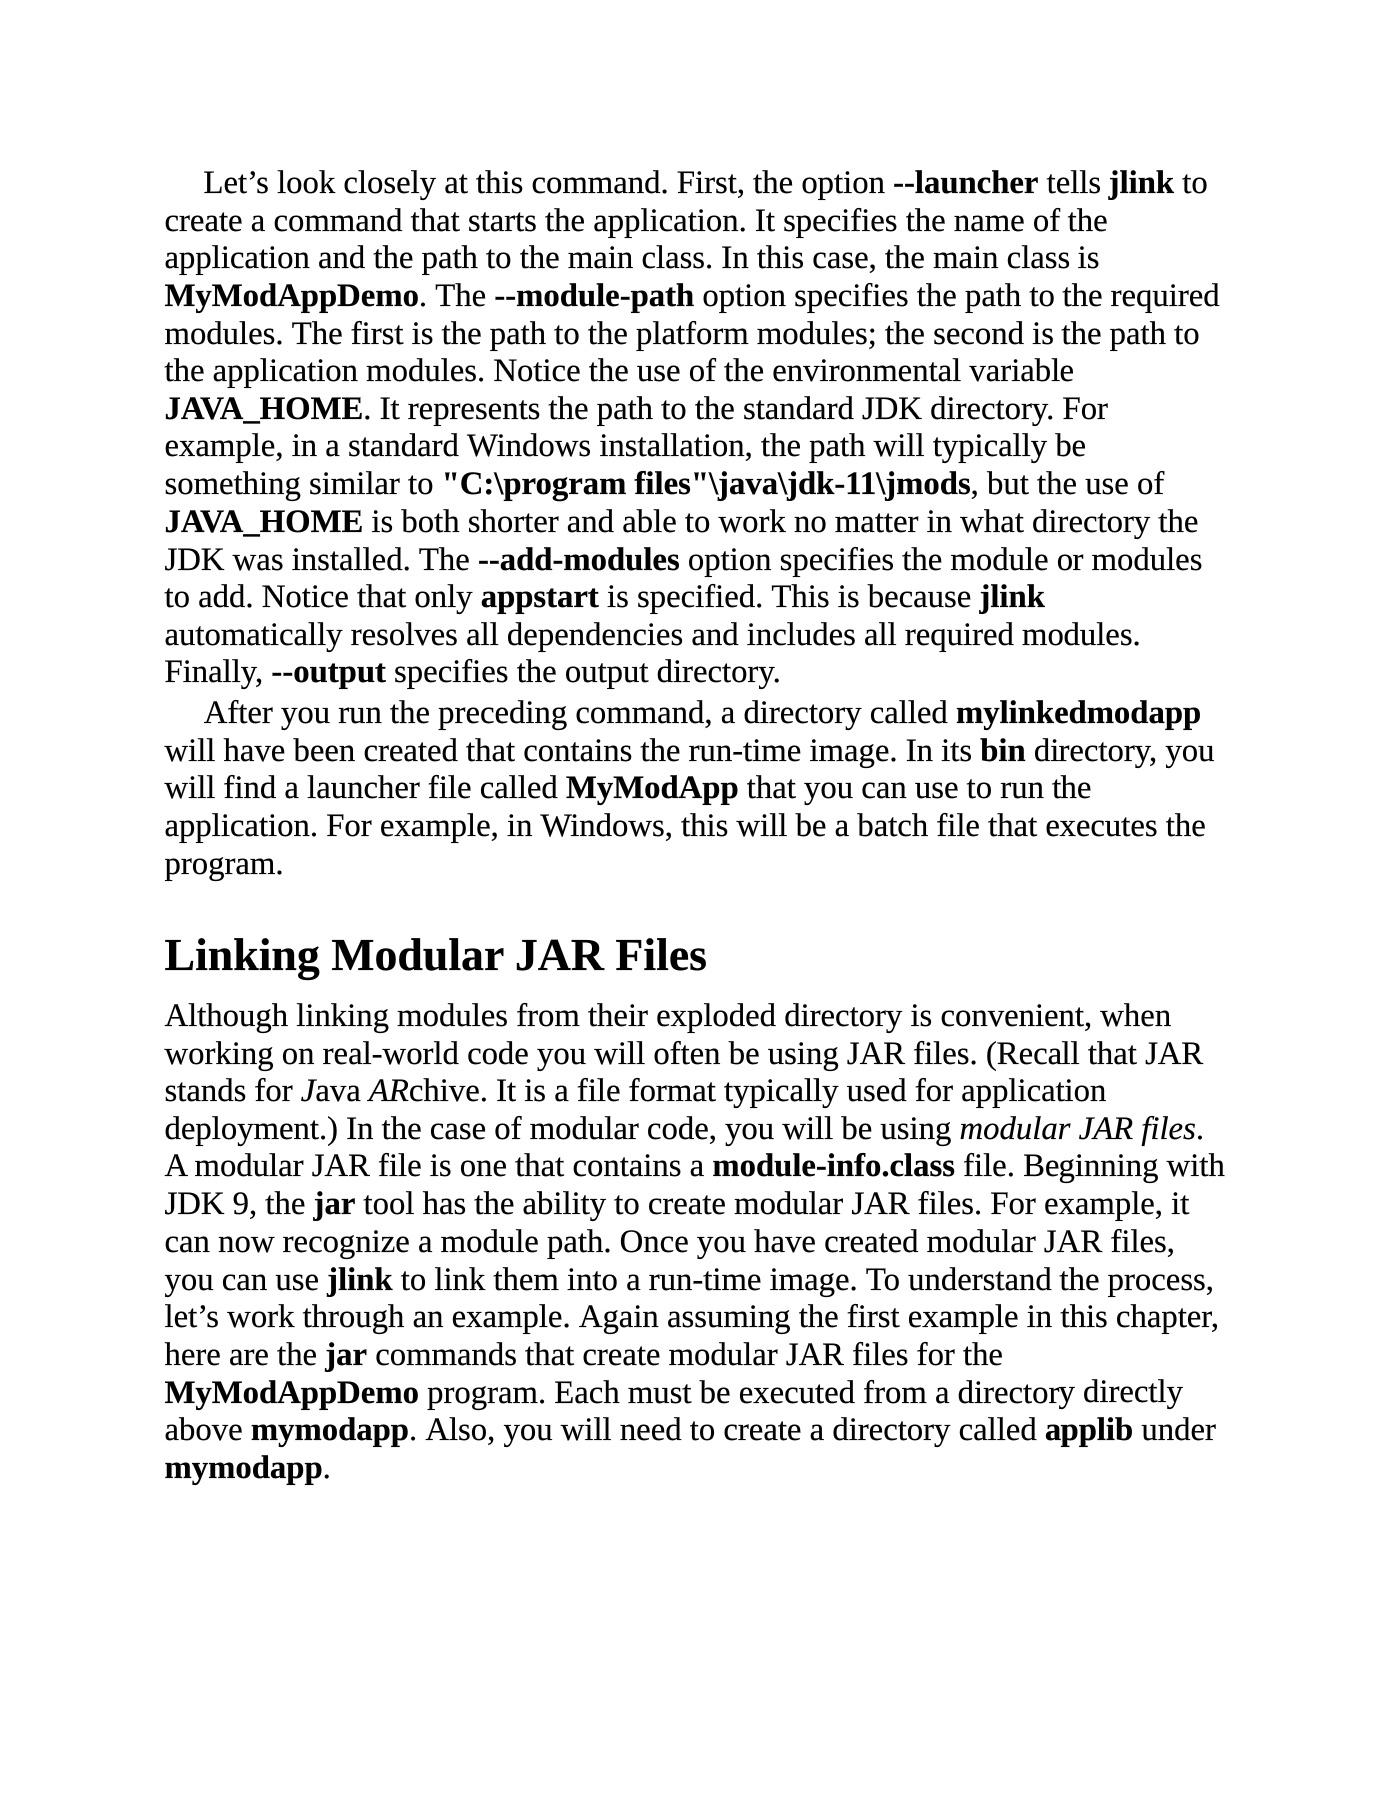 Let’s look closely at this command. First, the option --launcher tells jlink to
create a command that starts the application. It specifies the name of the
application and the path to the main class. In this case, the main class is
MyModAppDemo. The --module-path option specifies the path to the required
modules. The first is the path to the platform modules; the second is the path to
the application modules. Notice the use of the environmental variable
JAVA_HOME. It represents the path to the standard JDK directory. For
example, in a standard Windows installation, the path will typically be
something similar to "C:\program files"\java\jdk-11\jmods, but the use of
JAVA_HOME is both shorter and able to work no matter in what directory the
JDK was installed. The --add-modules option specifies the module or modules
to add. Notice that only appstart is specified. This is because jlink
automatically resolves all dependencies and includes all required modules.
Finally, --output specifies the output directory.
After you run the preceding command, a directory called mylinkedmodapp
will have been created that contains the run-time image. In its bin directory, you
will find a launcher file called MyModApp that you can use to run the
application. For example, in Windows, this will be a batch file that executes the
program.
Linking Modular JAR Files
Although linking modules from their exploded directory is convenient, when
working on real-world code you will often be using JAR files. (Recall that JAR
stands for Java ARchive. It is a file format typically used for application
deployment.) In the case of modular code, you will be using modular JAR files.
A modular JAR file is one that contains a module-info.class file. Beginning with
JDK 9, the jar tool has the ability to create modular JAR files. For example, it
can now recognize a module path. Once you have created modular JAR files,
you can use jlink to link them into a run-time image. To understand the process,
let’s work through an example. Again assuming the first example in this chapter,
here are the jar commands that create modular JAR files for the
MyModAppDemo program. Each must be executed from a directory directly
above mymodapp. Also, you will need to create a directory called applib under
mymodapp.